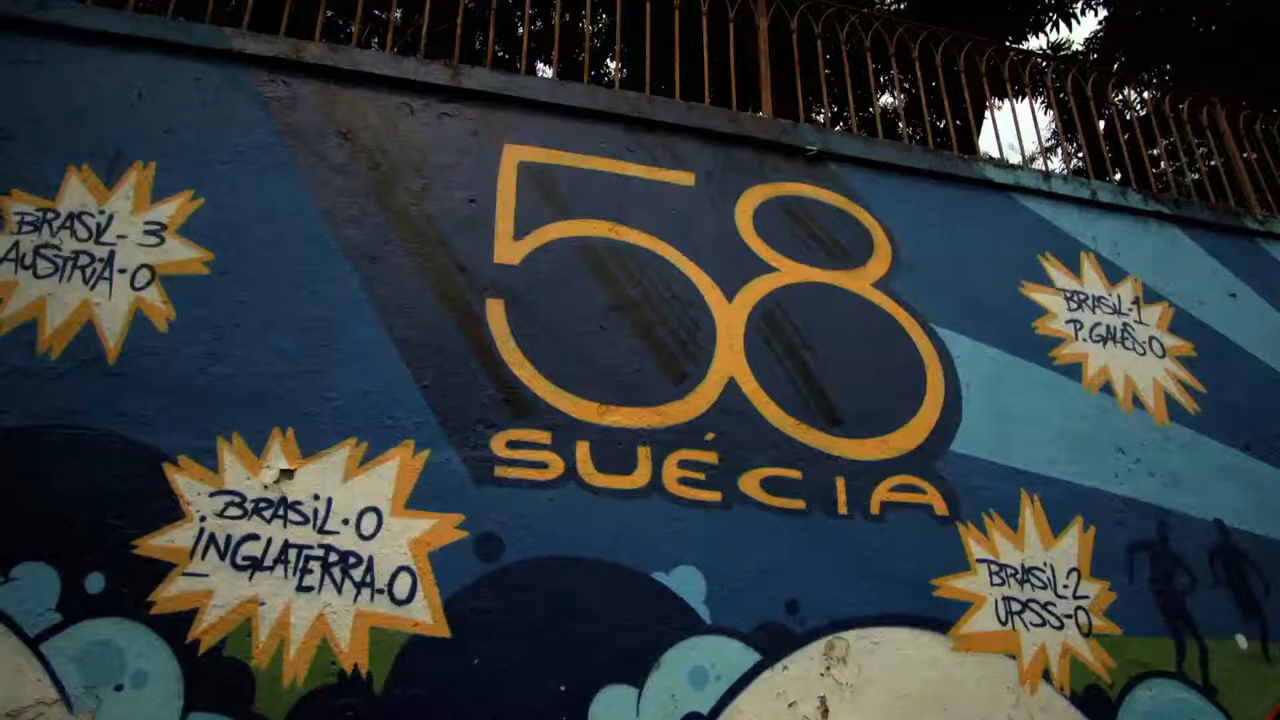 BRASIL-3
AUSTRIA-0
58
SUÉCIA
BRASIL-1
P.GALES-0
BRASIL.0
INGLATERRA-0
BRASIL-2
URSS-0